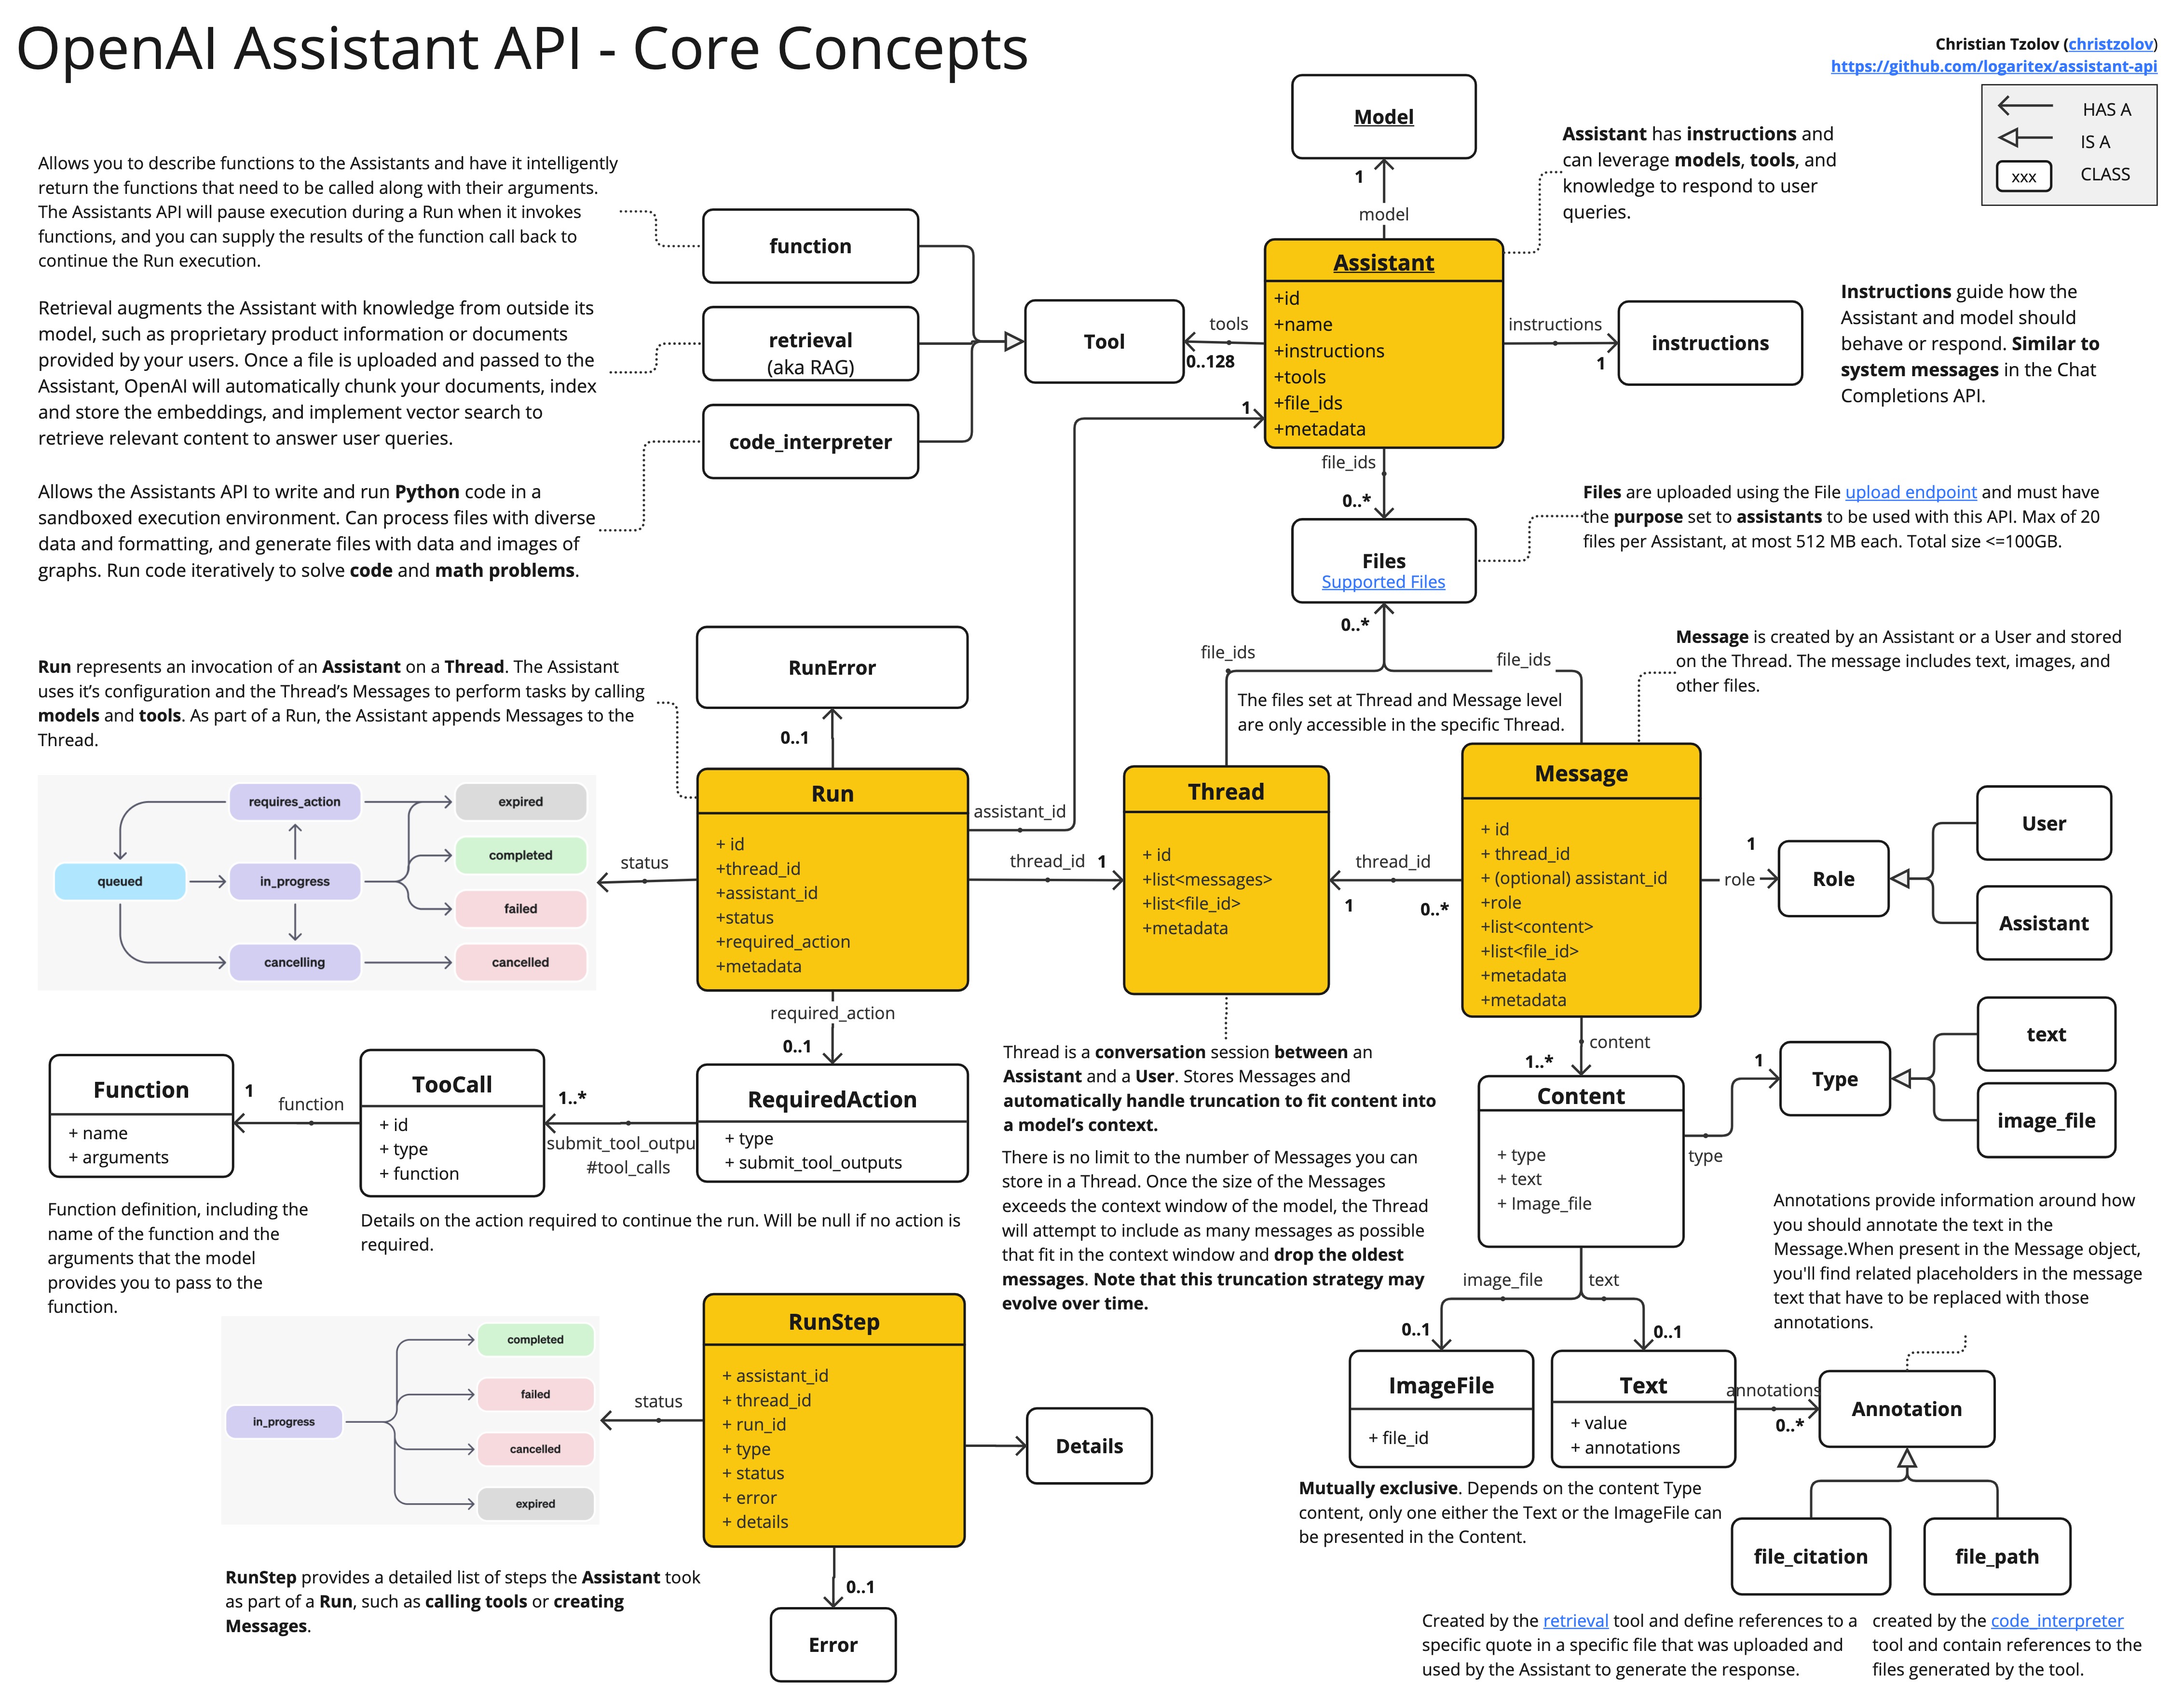 OpenAI Assistant API - Core Concepts
Christian Tzolov (christzolov)
https://github.com/logaritex/assistant-api
HAS A
IS A
xxx
CLASS
Model
1
model
Assistant has instructions and
can leverage models, tools, and
knowledge to respond to user
queries.
Allows you to describe functions to the Assistants and have it intelligently
return the functions that need to be called along with their arguments.
The Assistants API will pause execution during a Run when it invokes
functions, and you can supply the results of the function call back to
continue the Run execution.
function
Retrieval augments the Assistant with knowledge from outside its
model, such as proprietary product information or documents
provided by your users. Once a file is uploaded and passed to the
Assistant, OpenAI will automatically chunk your documents, index
and store the embeddings, and implement vector search to
retrieve relevant content to answer user queries.
retrieval
(aka RAG)
Allows the Assistants API to write and run Python code in a
sandboxed execution environment. Can process files with diverse
data and formatting, and generate files with data and images of
graphs. Run code iteratively to solve code and math problems.
code_interpreter
Tool
tools
0..128
Assistant
+id
+name
+instructions
+tools
+file_ids
+metadata
1
instructions
1
instructions
Instructions guide how the
Assistant and model should
behave or respond. Similar to
system messages in the Chat
Completions API.
file_ids
0..*
Files
Supported Files
Files are uploaded using the File upload endpoint and must have
the purpose set to assistants to be used with this API. Max of 20
files per Assistant, at most 512 MB each. Total size <=100GB.
0..*
file_ids
file_ids
The files set at Thread and Message level
are only accessible in the specific Thread.
Message is created by an Assistant or a User and stored
on the Thread. The message includes text, images, and
other files.
Run represents an invocation of an Assistant on a Thread. The Assistant
uses it’s configuration and the Thread’s Messages to perform tasks by calling
models and tools. As part of a Run, the Assistant appends Messages to the
Thread.
RunError
0..1
requires_action
expired
completed
queued
in_progress
failed
cancelling
cancelled
status
Run
+ id
+thread_id
+assistant_id
+status
+required_action
+metadata
assistant_id
thread_id
1
Thread
+ id
+list<messages>
+list<file_id>
+metadata
thread_id
1
0..*
Message
+ id
+ thread_id
+ (optional) assistant_id
+role
+list<content>
+list<file_id>
+metadata
+metadata
1
role
Role
User
Assistant
required_action
0..1
Function
+ name
+ arguments
1
function
TooCall
+ id
+ type
+ function
1..*
submit_tool_outpu
#tool_calls
RequiredAction
+ type
+ submit_tool_outputs
Function definition, including the
name of the function and the
arguments that the model
provides you to pass to the
function.
Details on the action required to continue the run. Will be null if no action is
required.
Thread is a conversation session between an
Assistant and a User. Stores Messages and
automatically handle truncation to fit content into
a model’s context.
There is no limit to the number of Messages you can
store in a Thread. Once the size of the Messages
exceeds the context window of the model, the Thread
will attempt to include as many messages as possible
that fit in the context window and drop the oldest
messages. Note that this truncation strategy may
evolve over time.
content
1..*
Content
+ type
+ text
+ Image_file
type
1
Type
text
image_file
Annotations provide information around how
you should annotate the text in the
Message.When present in the Message object,
you'll find related placeholders in the message
text that have to be replaced with those
annotations.
image_file
text
0..1
0..1
ImageFile
+ file_id
Text
+ value
+ annotations
annotations
0..*
Annotation
Mutually exclusive. Depends on the content Type
content, only one either the Text or the ImageFile can
be presented in the Content.
file_citation
file_path
Created by the retrieval tool and define references to a
specific quote in a specific file that was uploaded and
used by the Assistant to generate the response.
created by the code_interpreter
tool and contain references to the
files generated by the tool.
completed
failed
in_progress
cancelled
expired
status
RunStep
+ assistant_id
+ thread_id
+ run_id
+ type
+ status
+ error
+ details
Details
RunStep provides a detailed list of steps the Assistant took
as part of a Run, such as calling tools or creating
Messages.
0..1
Error